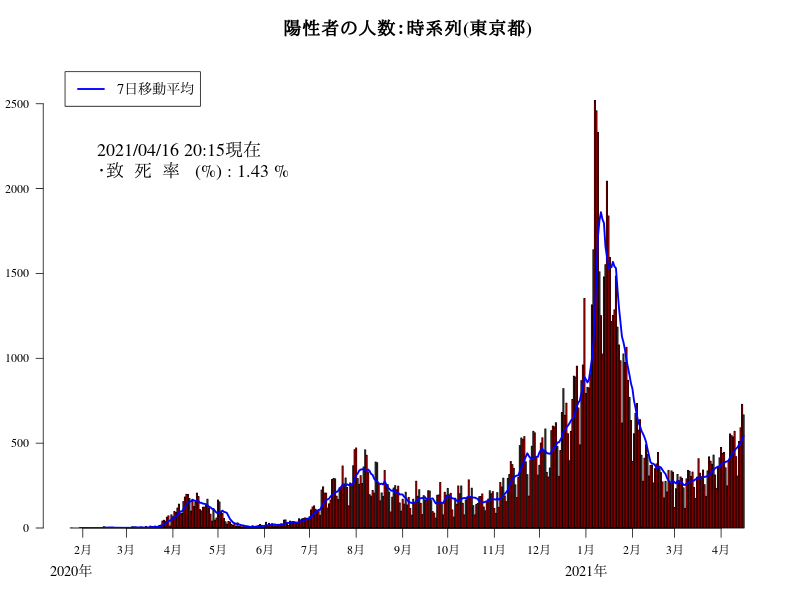 陽性者の人数：時系列(東京都)
7日移動平均
2021/04/16 20:15現在
・致 死 率 (%) : 1.43 %
2500
2000
1500
1000
500
0
2月 3月 4月 5月 6月 7月 8月 9月 10月 11月 12月 1月 2月 3月 4月
2020年 2021年